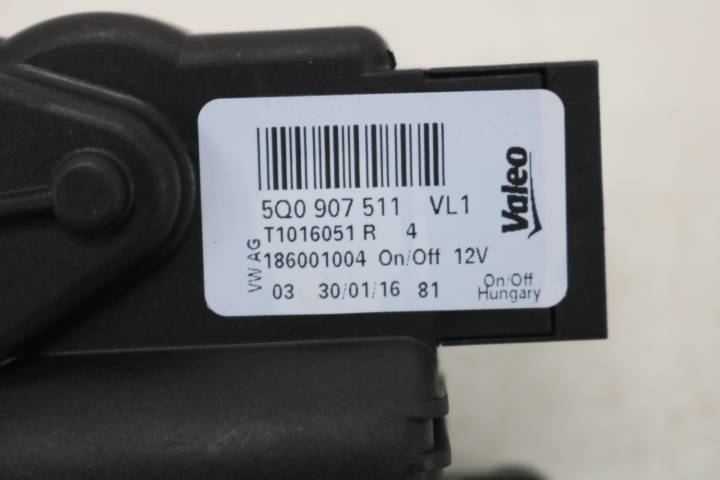 5Q0 907 511 VL1
T1016051 R 4
186001004 On/Off 12V
03 30/01/16 81
VW AG
Valeo
On/Off
Hungary